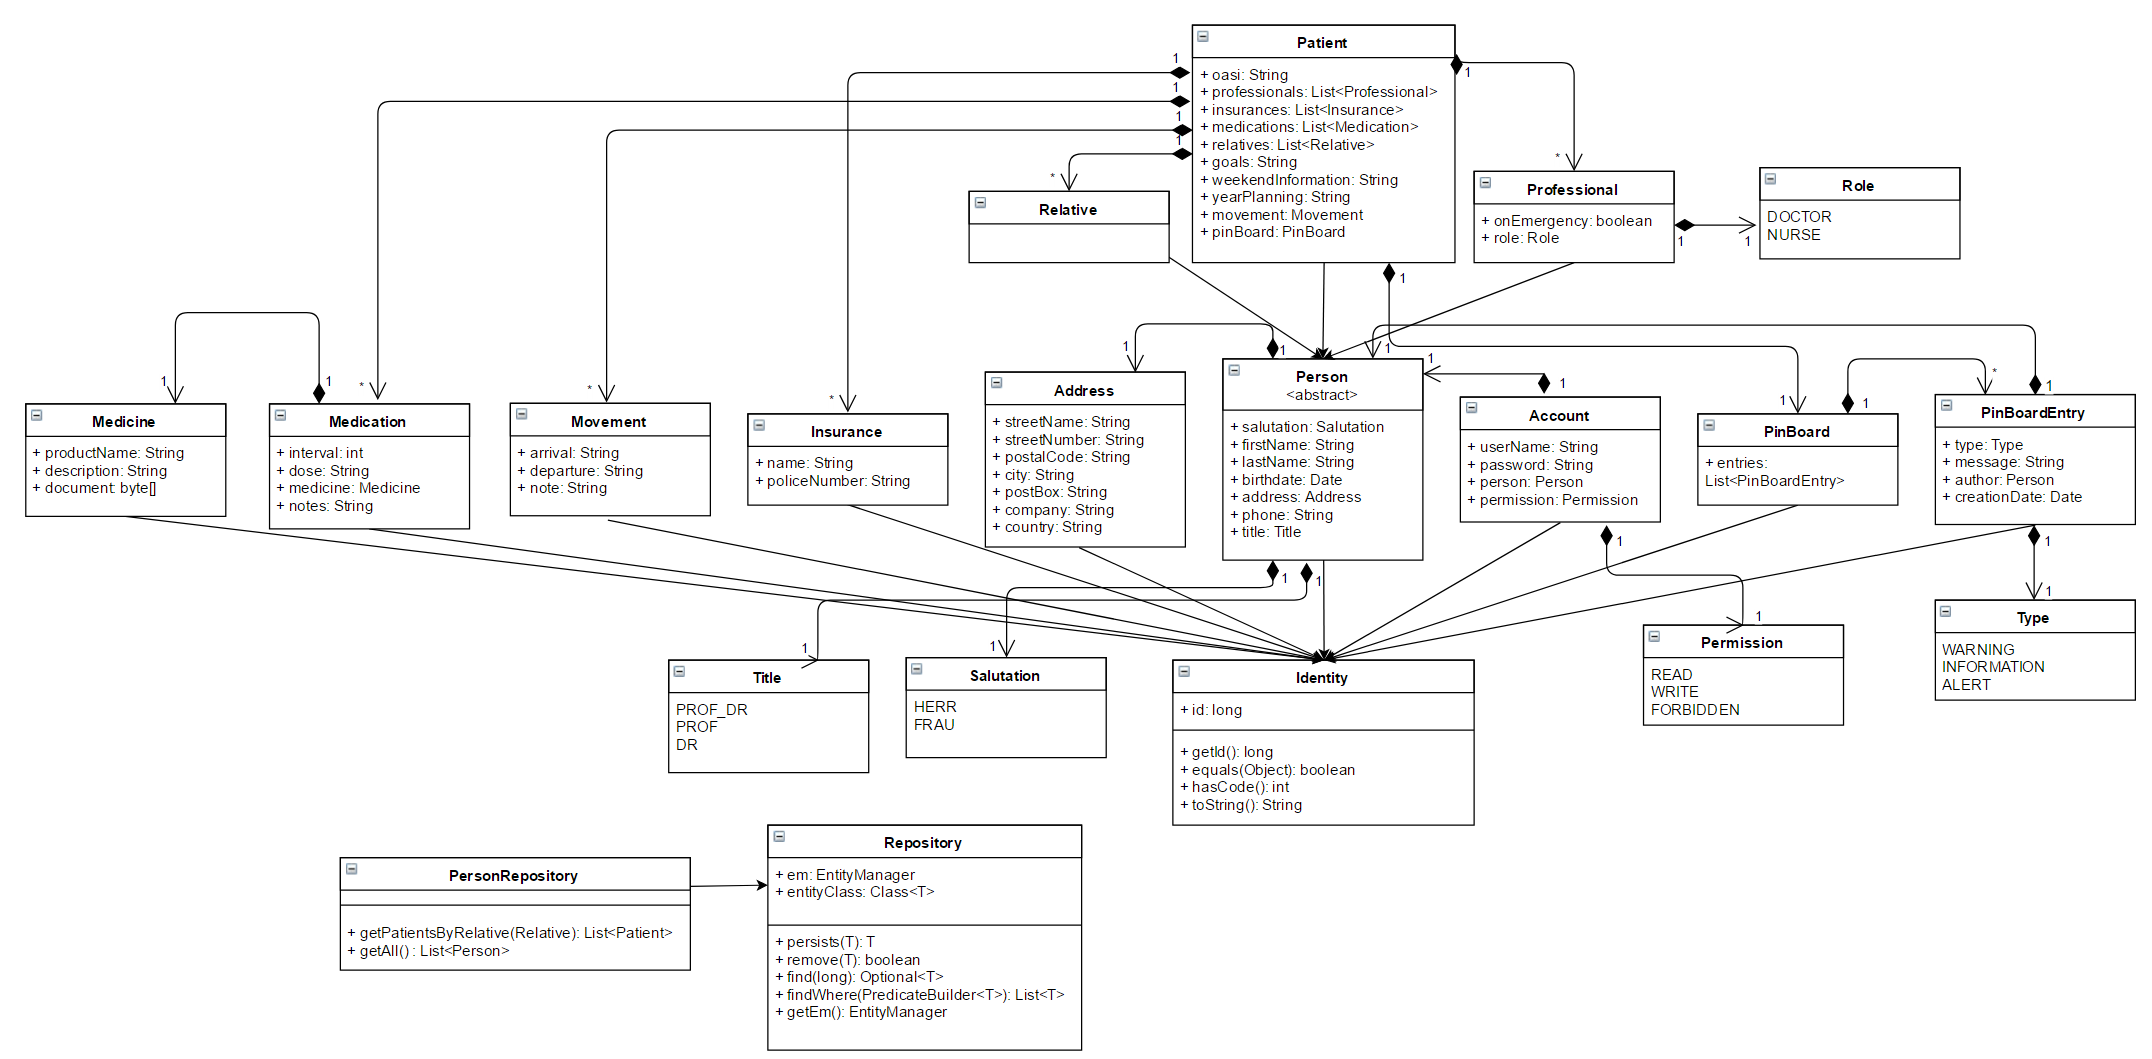 Patient
+ oasi: String
+ professionals: List<Professional>
+ insurances: List<Insurance>
+ medications: List<Medication>
+ relatives: List<Relative>
+ goals: String
+ weekendInformation: String
+ yearPlanning: String
+ movement: Movement
+ pinBoard: PinBoard
1
1
1
1
1
1
*
*
*
*
*
1
Relative
Professional
+ onEmergency: boolean
+ role: Role
1
1
Role
DOCTOR
NURSE
Medicine
+ productName: String
+ description: String
+ document: byte[]
1
1
Medication
+ interval: int
+ dose: String
+ medicine: Medicine
+ notes: String
Movement
+ arrival: String
+ departure: String
+ note: String
Insurance
+ name: String
+ policeNumber: String
1
1
Address
+ streetName: String
+ streetNumber: String
+ postalCode: String
+ city: String
+ postBox: String
+ company: String
+ country: String
Person
<abstract>
+ salutation: Salutation
+ firstName: String
+ lastName: String
+ birthdate: Date
+ address: Address
+ phone: String
+ title: Title
1
1
1
Account
+ userName: String
+ password: String
+ person: Person
+ permission: Permission
PinBoard
+ entries:
List<PinBoardEntry>
1
*
1
PinBoardEntry
+ type: Type
+ message: String
+ author: Person
+ creationDate: Date
1
1
1
1
1
1
1
1
Title
PROF_DR
PROF
DR
Salutation
HERR
FRAU
Identity
+ id: long
+ getId(): long
+ equals(Object): boolean
+ hasCode(): int
+ toString(): String
Permission
READ
WRITE
FORBIDDEN
Type
WARNING
INFORMATION
ALERT
PersonRepository
+ getPatientsByRelative(Relative): List<Patient>
+ getAll() : List<Person>
Repository
+ em: EntityManager
+ entityClass: Class<T>
+ persists(T): T
+ remove(T): boolean
+ find(long): Optional<T>
+ findWhere(PredicateBuilder<T>): List<T>
+ getEm(): EntityManager